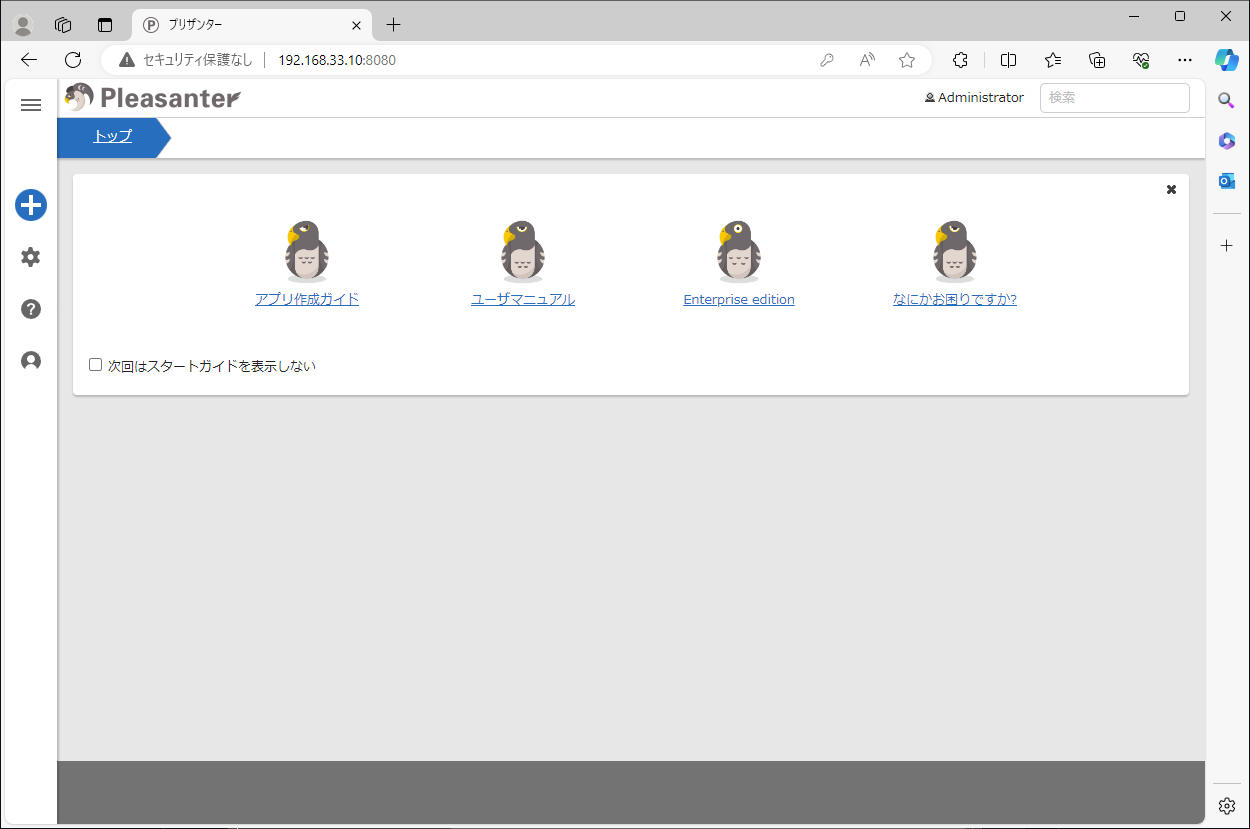 プリザンター
セキュリティ保護なし
192.168.33.10:8080
Pleasanter
Administrator
検索
トップ
アプリ作成ガイド
ユーザマニュアル
Enterprise edition
なにかお困りですか?
次回はスタートガイドを表示しない